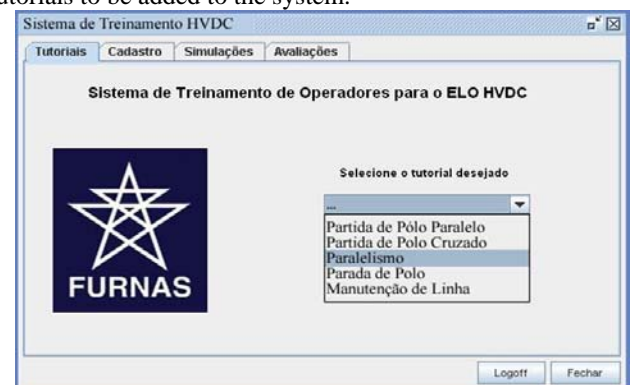 utorials to be added to the system.
Sistema de Treinamento HVDC
Tutoriais Cadastro Simulações Avaliações
Sistema de Treinamento de Operadores para o ELO HVDC
Selecione o tutorial desejado
...
Partida de Pólo Paralelo
Partida de Polo Cruzado
Paralelismo
Parada de Polo
Manutenção de Linha
FURNAS
Logoff Fechar